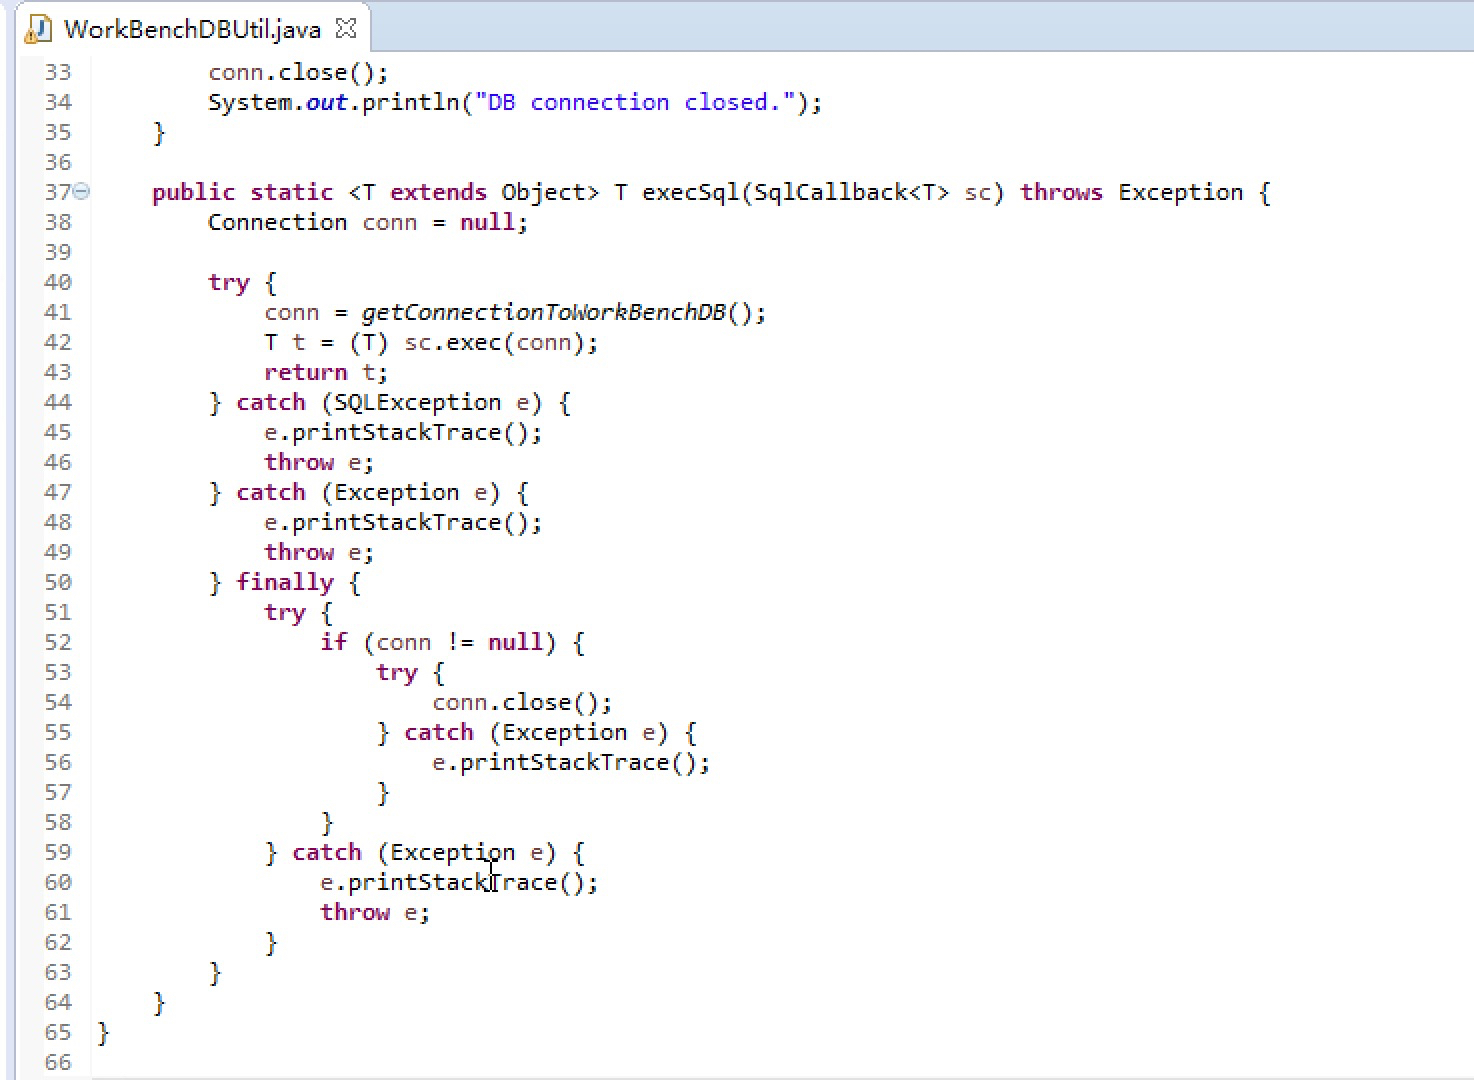 WorkBenchDBUtil.java
33 conn.close();
34 System.out.println("DB connection closed.");
35 }
36
37 public static <T extends Object> T execSql(SqlCallback<T> sc) throws Exception {
38 Connection conn = null;
39
40 try {
41 conn = getConnectionToWorkBenchDB();
42 T t = (T) sc.exec(conn);
43 return t;
44 } catch (SQLException e) {
45 e.printStackTrace();
46 throw e;
47 } catch (Exception e) {
48 e.printStackTrace();
49 throw e;
50 } finally {
51 try {
52 if (conn != null) {
53 try {
54 conn.close();
55 } catch (Exception e) {
56 e.printStackTrace();
57 }
58 }
59 } catch (Exception e) {
60 e.printStackTrace();
61 throw e;
62 }
63 }
64 }
65 }
66